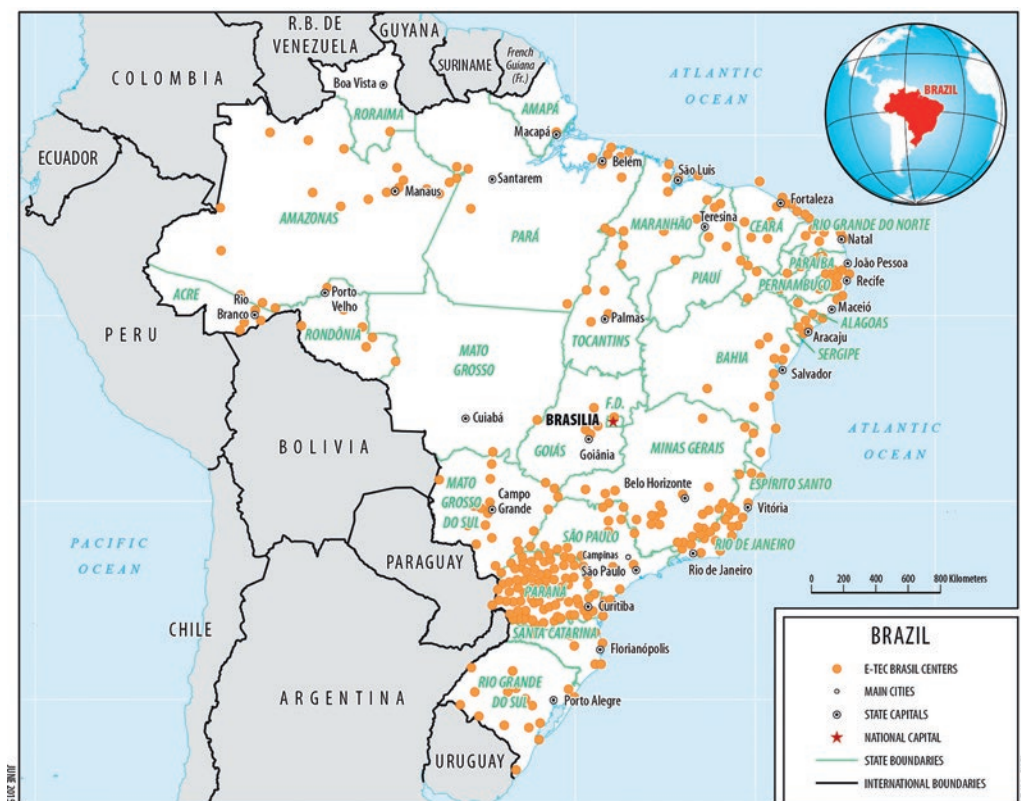 R.B. DE
VENEZUELA
GUYANA
SURINAME
French
Guiana
(Fr.)
COLOMBIA
ECUADOR
PERU
BOLIVIA
PARAGUAY
CHILE
ARGENTINA
URUGUAY
ATLANTIC
OCEAN
BRAZIL
Boa Vista
RORAIMA
AMAPÁ
Macapá
Belém
São Luis
Santarem
Manaus
AMAZONAS
PARÁ
MARANHÃO
Teresina
CEARÁ
Fortaleza
RIO GRANDE DO NORTE
Natal
PARAÍBA
João Pessoa
PIAUÍ
PERNAMBUCO
Recife
Maceió
ALAGOAS
Aracaju
SERGIPE
ACRE
Rio
Branco
Porto
Velho
RONDÔNIA
MATO
GROSSO
Palmas
TOCANTINS
BAHIA
Salvador
Cuiabá
BRASILIA
F.D.
GOIÁS
Goiânia
MINAS GERAIS
ATLANTIC
OCEAN
Belo Horizonte
ESPÍRITO SANTO
Vitória
MATO
GROSSO
DO SUL
Campo
Grande
SÃO PAULO
Campinas
São Paulo
RIO DE JANEIRO
Rio de Janeiro
PACIFIC
OCEAN
PARANÁ
Curitiba
SANTA CATARINA
Florianópolis
RIO GRANDE
DO SUL
Porto Alegre
0 200 400 600 800 Kilometers
BRAZIL
E-TEC BRASIL CENTERS
MAIN CITIES
STATE CAPITALS
NATIONAL CAPITAL
STATE BOUNDARIES
INTERNATIONAL BOUNDARIES